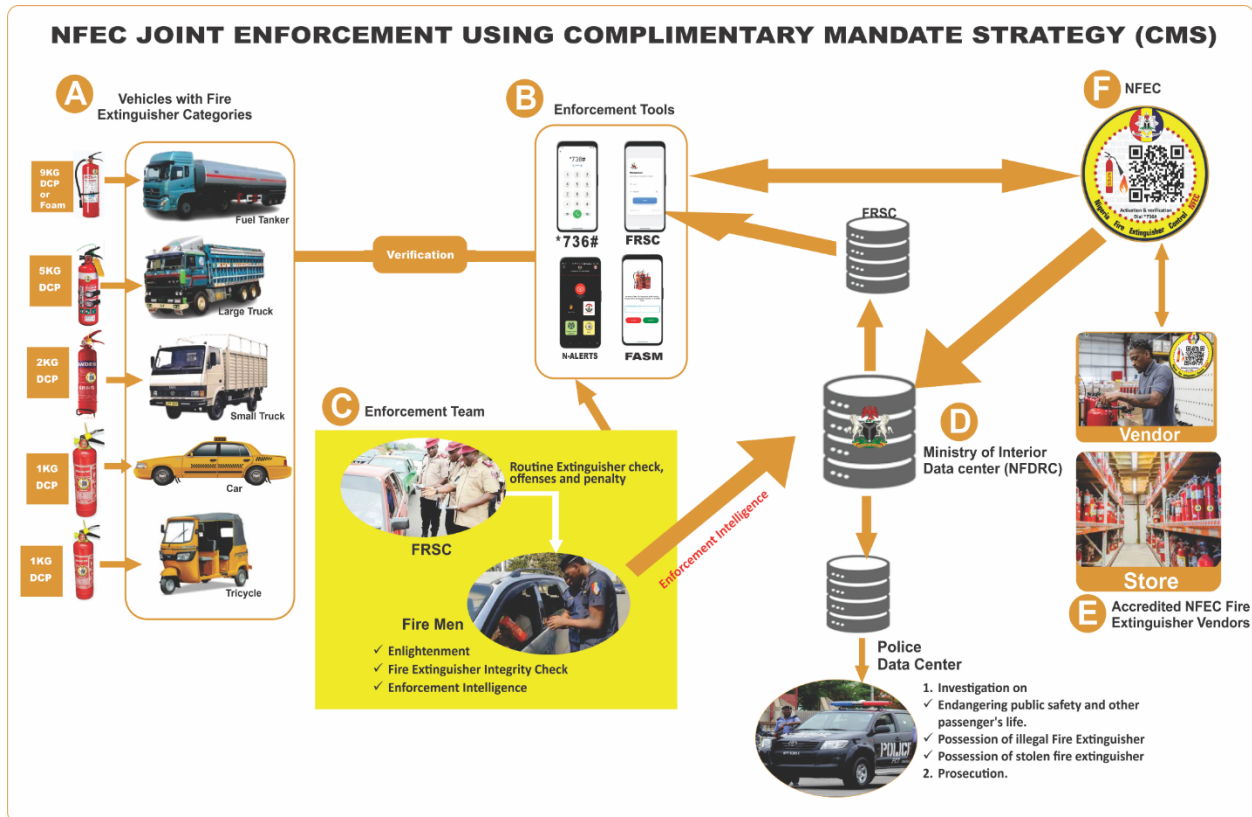 NFEC JOINT ENFORCEMENT USING COMPLIMENTARY MANDATE STRATEGY (CMS)
A
Vehicles with Fire
Extinguisher Categories
9KG
DCP
or
Foam
Fuel Tanker
5KG
DCP
Large Truck
2KG
DCP
Small Truck
1KG
DCP
Car
1KG
DCP
Tricycle
Verification
B
Enforcement Tools
*736#
*736#
FRSC
N-ALERTS
FASM
C
Enforcement Team
Routine Extinguisher check,
offenses and penalty
FRSC
Fire Men
✓ Enlightenment
✓ Fire Extinguisher Integrity Check
✓ Enforcement Intelligence
Enforcement Intelligence
FRSC
D
Ministry of Interior
Data center (NFDRC)
Police
Data Center
POLICE
1. Investigation on
✓ Endangering public safety and other
passenger's life.
✓ Possession of illegal Fire Extinguisher
✓ Possession of stolen fire extinguisher
2. Prosecution.
F
NFEC
Activation & verification
Dial *736#
Nigeria Fire Extinguisher Control NFEC
Vendor
Store
E
Accredited NFEC Fire
Extinguisher Vendors